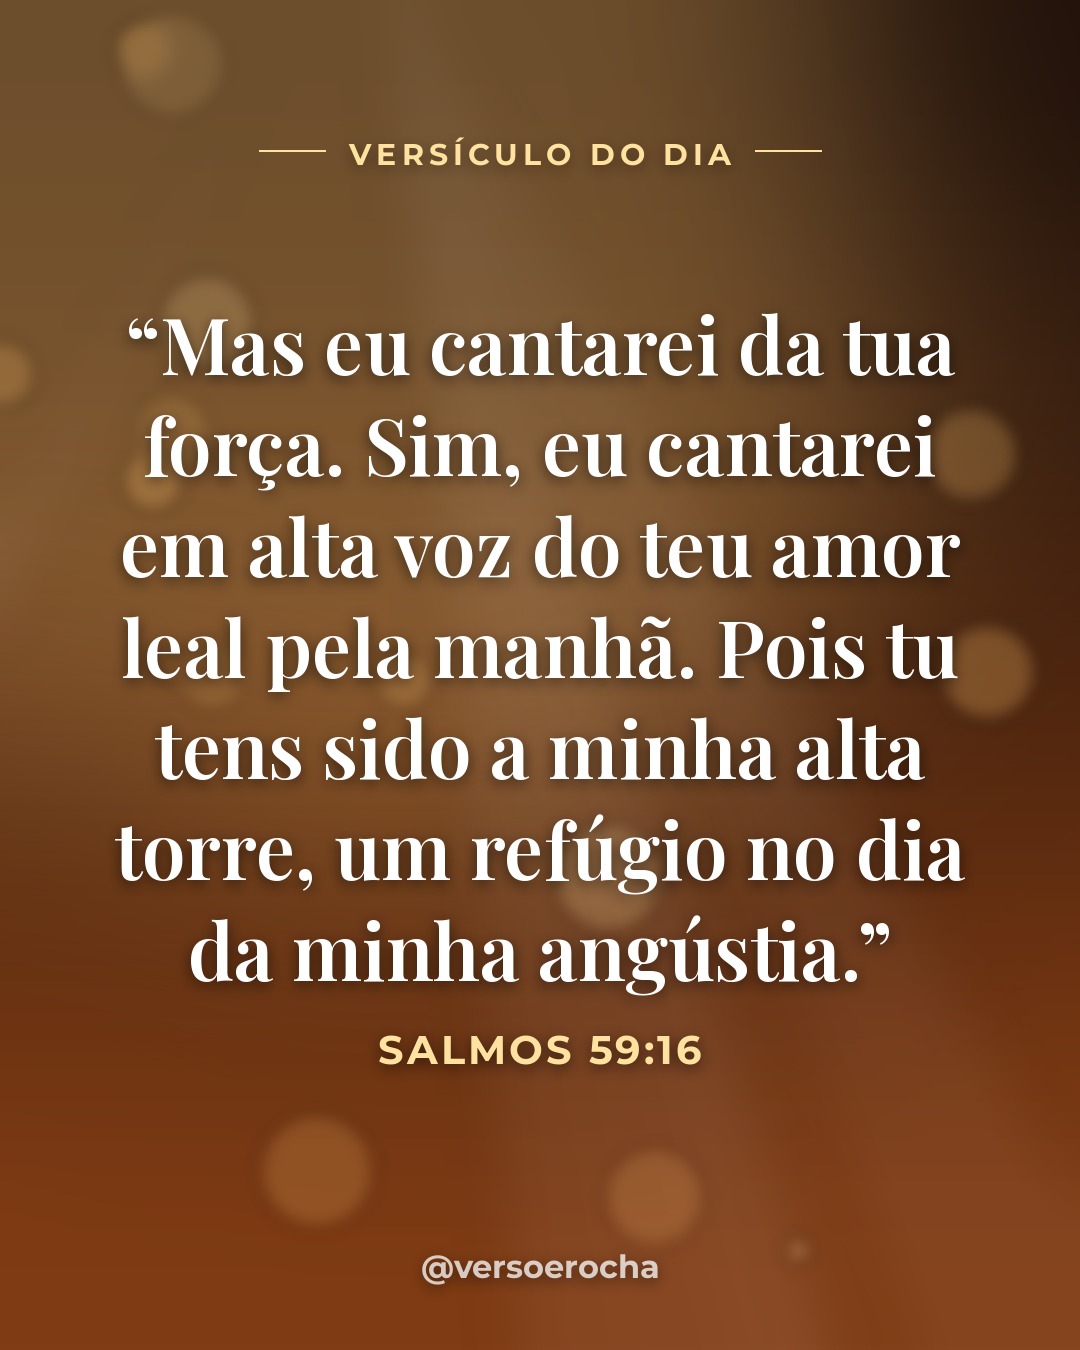 VERSÍCULO DO DIA
“Mas eu cantarei da tua
força. Sim, eu cantarei
em alta voz do teu amor
leal pela manhã. Pois tu
tens sido a minha alta
torre, um refúgio no dia
da minha angústia.”
SALMOS 59:16
@versoerocha